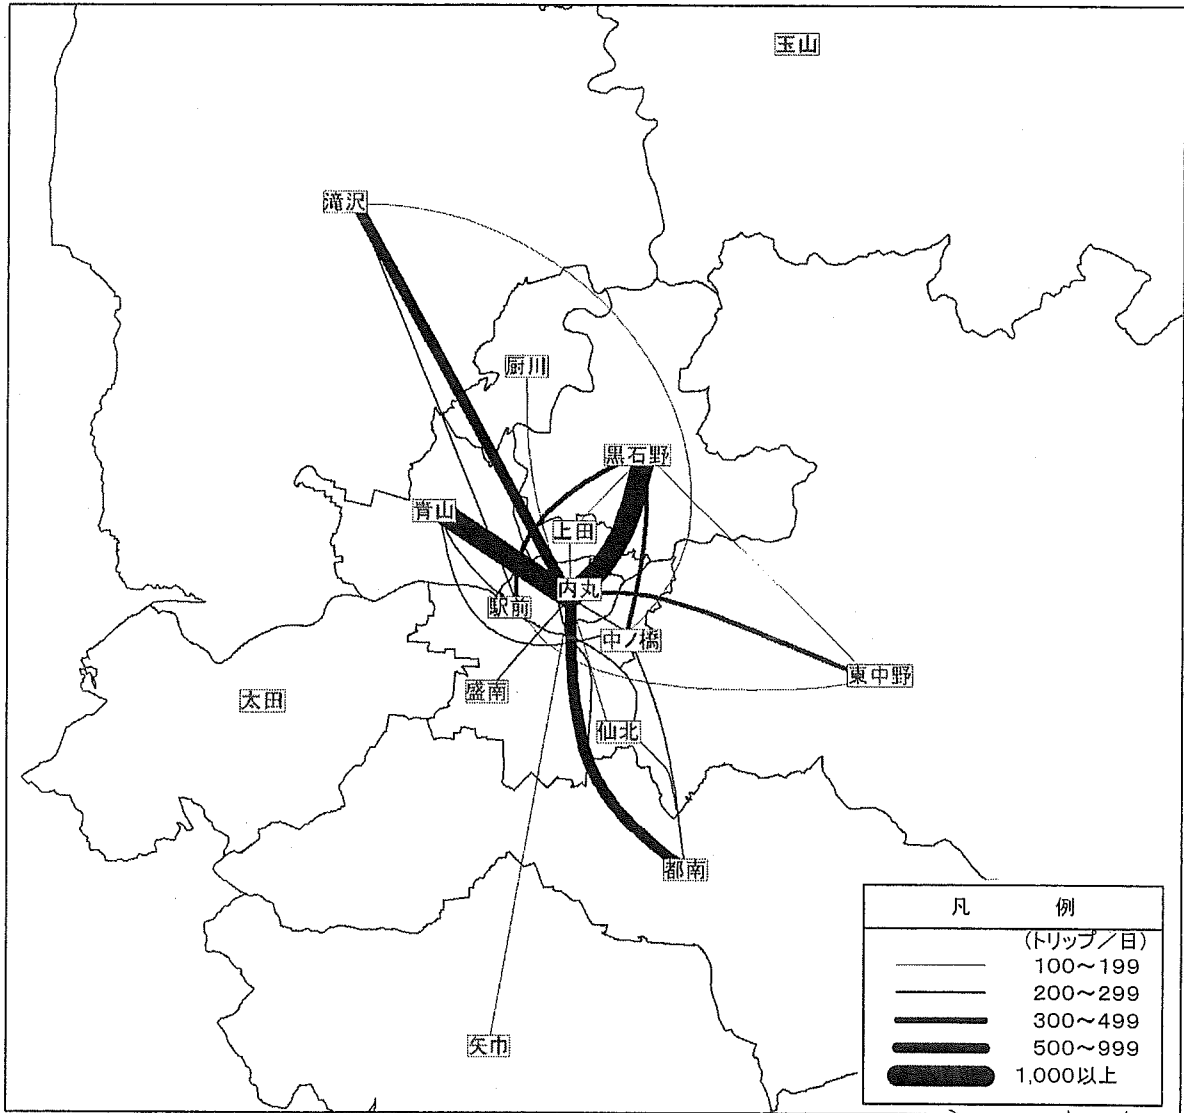 玉山
滝沢
厨川
黒石野
青山
上田
内丸
駅前
中ノ橋
東中野
盛南
太田
仙北
都南
矢巾
凡 例
(トリップ/日)
100～199
200～299
300～499
500～999
1,000以上